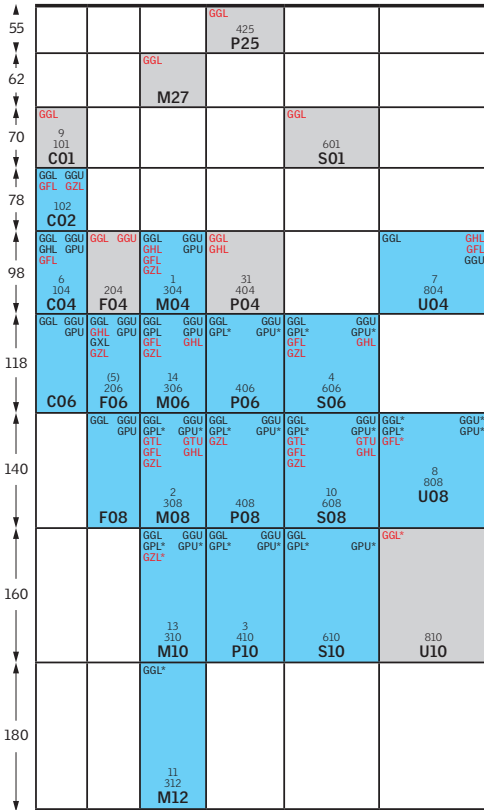 55
GGL
425
P25
62
GGL
M27
70
GGL
9
101
C01
GGL
601
S01
78
GGL GGU
GFL GZL
102
C02
98
GGL GGU
GHL GPU
GFL
6
104
C04
GGL GGU
204
F04
GGL GGU
GHL GPU
GFL
GZL
1
304
M04
GGL
GHL
31
404
P04
GGL GHL
GFL
GGU
7
804
U04
118
GGL GGU
GPU
C06
GGL GGU
GHL GPU
GXL
GZL
(5)
206
F06
GGL GGU
GPL GPU
GFL GHL
GZL
14
306
M06
GGL GGU
GPL* GPU*
406
P06
GGL GGU
GPL* GPU*
GFL GHL
GZL
4
606
S06
140
GGL GGU
GPU
F08
GGL GGU
GPL* GPU*
GTL GTU
GFL GHL
GZL
2
308
M08
GGL GGU
GPL* GPU*
GZL
408
P08
GGL GGU
GPL* GPU*
GTL GTU
GFL GHL
GZL
10
608
S08
GGL* GGU*
GPL* GPU*
GFL*
8
808
U08
160
GGL GGU
GPL* GPU*
GZL*
13
310
M10
GGL GGU
GPL* GPU*
3
410
P10
GGL
GPL* GPU*
610
S10
GGL*
810
U10
180
GGL*
11
312
M12